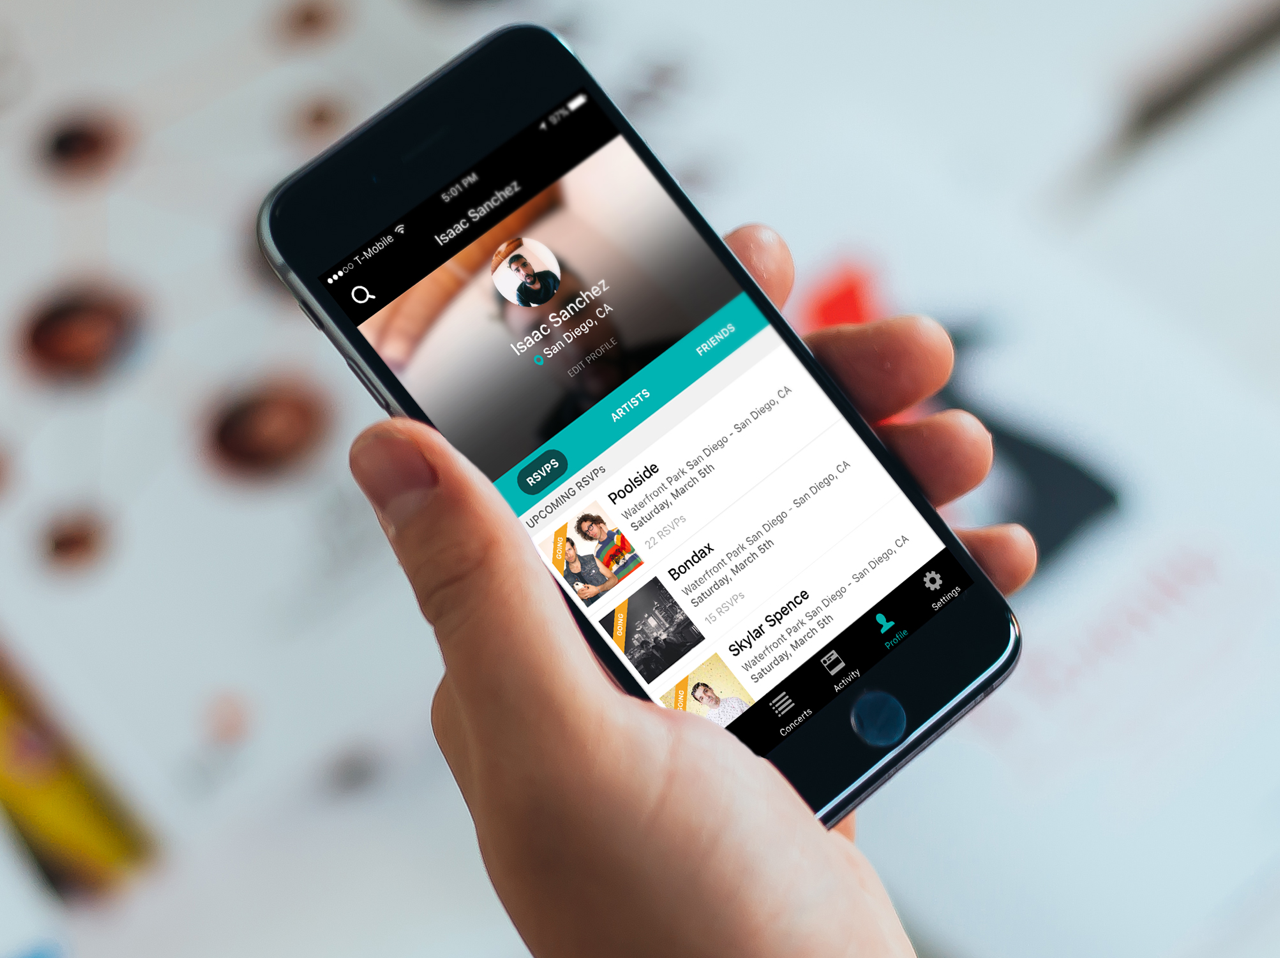 T-Mobile
5:01 PM
97%
Isaac Sanchez
Isaac Sanchez
San Diego, CA
EDIT PROFILE
RSVPS
ARTISTS
FRIENDS
UPCOMING RSVPs
GOING
Poolside
Waterfront Park San Diego - San Diego, CA
Saturday, March 5th
22 RSVPs
GOING
Bondax
Waterfront Park San Diego - San Diego, CA
Saturday, March 5th
15 RSVPs
GOING
Skylar Spence
Waterfront Park San Diego - San Diego, CA
Saturday, March 5th
Concerts
Activity
Profile
Settings